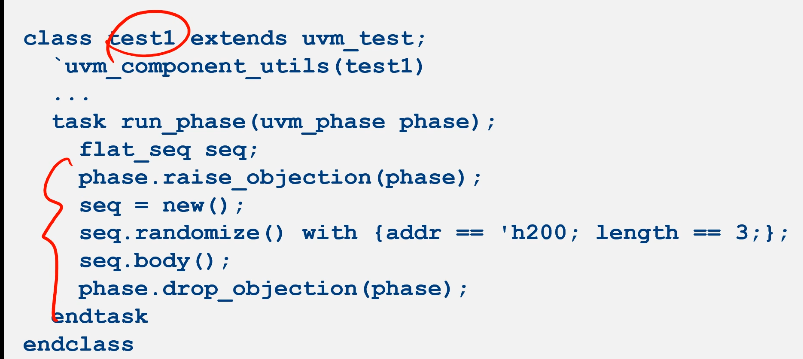 class test1 extends uvm_test;
`uvm_component_utils(test1)
...
task run_phase(uvm_phase phase);
flat_seq seq;
phase.raise_objection(phase);
seq = new();
seq.randomize() with {addr == 'h200; length == 3;};
seq.body();
phase.drop_objection(phase);
endtask
endclass